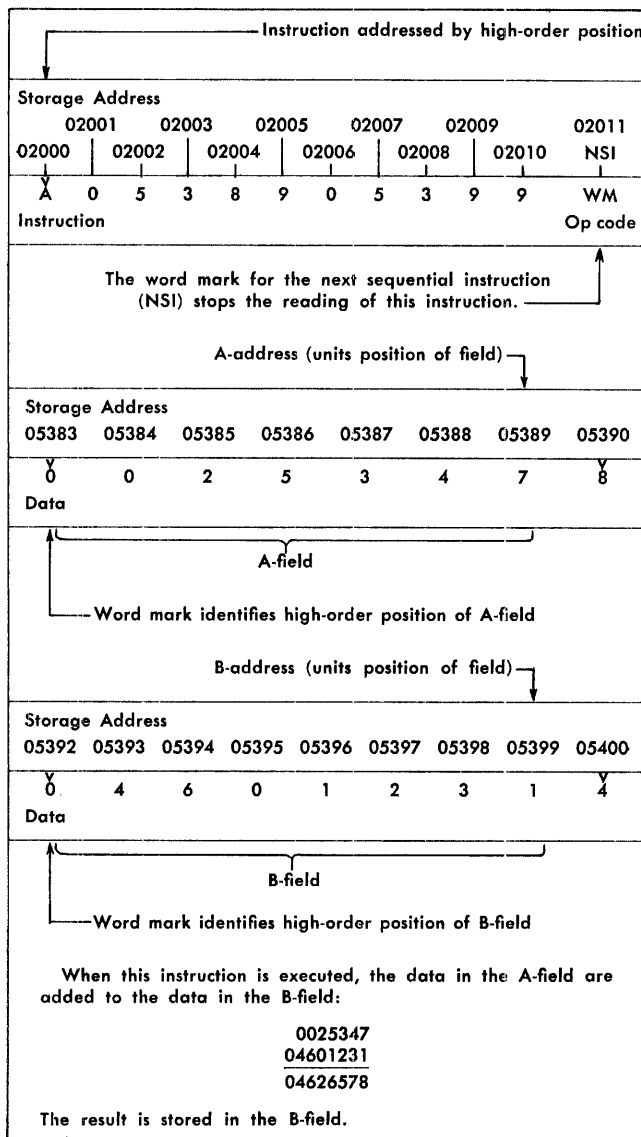 Instruction addressed by high-order position
Storage Address
02001 02003 02005 02007 02009 02011
02000 02002 02004 02006 02008 02010 NSI
A 0 5 3 8 9 0 5 3 9 9 WM
Instruction Op code
The word mark for the next sequential instruction
(NSI) stops the reading of this instruction.
A-address (units position of field)
Storage Address
05383 05384 05385 05386 05387 05388 05389 05390
0 0 2 5 3 4 7 8
Data
A-field
Word mark identifies high-order position of A-field
B-address (units position of field)
Storage Address
05392 05393 05394 05395 05396 05397 05398 05399 05400
0 4 6 0 1 2 3 1 4
Data
B-field
Word mark identifies high-order position of B-field
When this instruction is executed, the data in the A-field are
added to the data in the B-field:
0025347
04601231
04626578
The result is stored in the B-field.